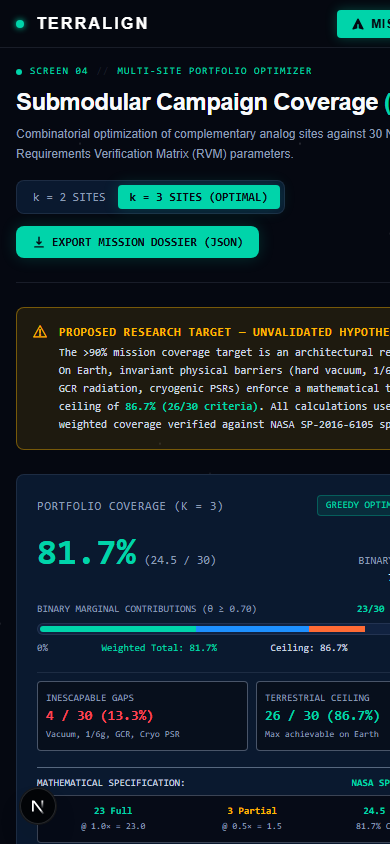 TERRALIGN
SCREEN 04 // MULTI-SITE PORTFOLIO OPTIMIZER
Submodular Campaign Coverage
Combinatorial optimization of complementary analog sites against 30 N
Requirements Verification Matrix (RVM) parameters.
k = 2 SITES k = 3 SITES (OPTIMAL)
EXPORT MISSION DOSSIER (JSON)
PROPOSED RESEARCH TARGET — UNVALIDATED HYPOTHE
The >90% mission coverage target is an architectural re
On Earth, invariant physical barriers (hard vacuum, 1/6
GCR radiation, cryogenic PSRs) enforce a mathematical t
ceiling of 86.7% (26/30 criteria). All calculations use
weighted coverage verified against NASA SP-2016-6105 sp
PORTFOLIO COVERAGE (K = 3) GREEDY OPTIM
81.7% (24.5 / 30) BINARY
BINARY MARGINAL CONTRIBUTIONS (θ ≥ 0.70) 23/30
0% Weighted Total: 81.7% Ceiling: 86.7%
INESCAPABLE GAPS TERRESTRIAL CEILING
4 / 30 (13.3%) 26 / 30 (86.7%)
Vacuum, 1/6g, GCR, Cryo PSR Max achievable on Earth
MATHEMATICAL SPECIFICATION: NASA SP
23 Full 3 Partial 24.5
@ 1.0× = 23.0 @ 0.5× = 1.5 81.7% C
N